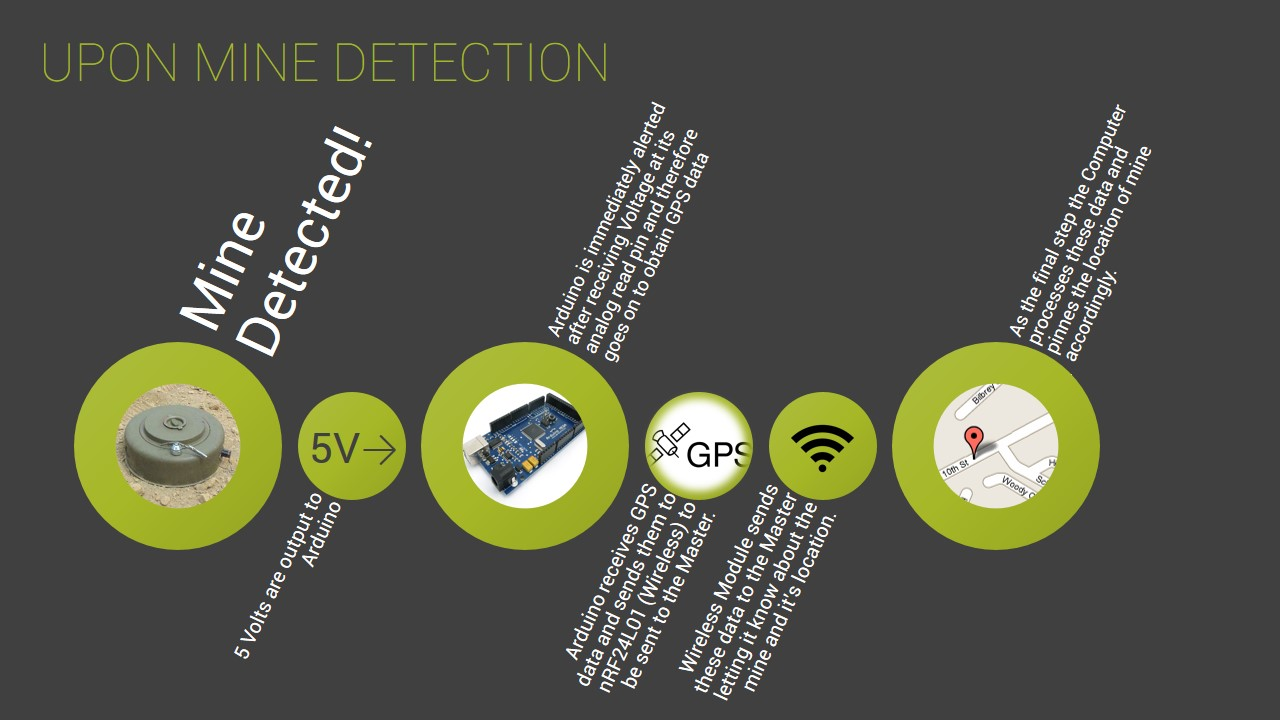 UPON MINE DETECTION
Mine
Detected!
5V→
5 Volts are output to
Arduino
Arduino is immediately alerted
after receiving Voltage at its
analog read pin and therefore
goes on to obtain GPS data
GPS
Arduino receives GPS
data and sends them to
nRF24L01 (Wireless) to
be sent to the Master.
Wireless Module sends
these data to the Master
letting it know about the
mine and it's location.
As the final step the Computer
processes these data and
pinnes the location of mine
accordingly.
Bilbrey
10th St
Woody